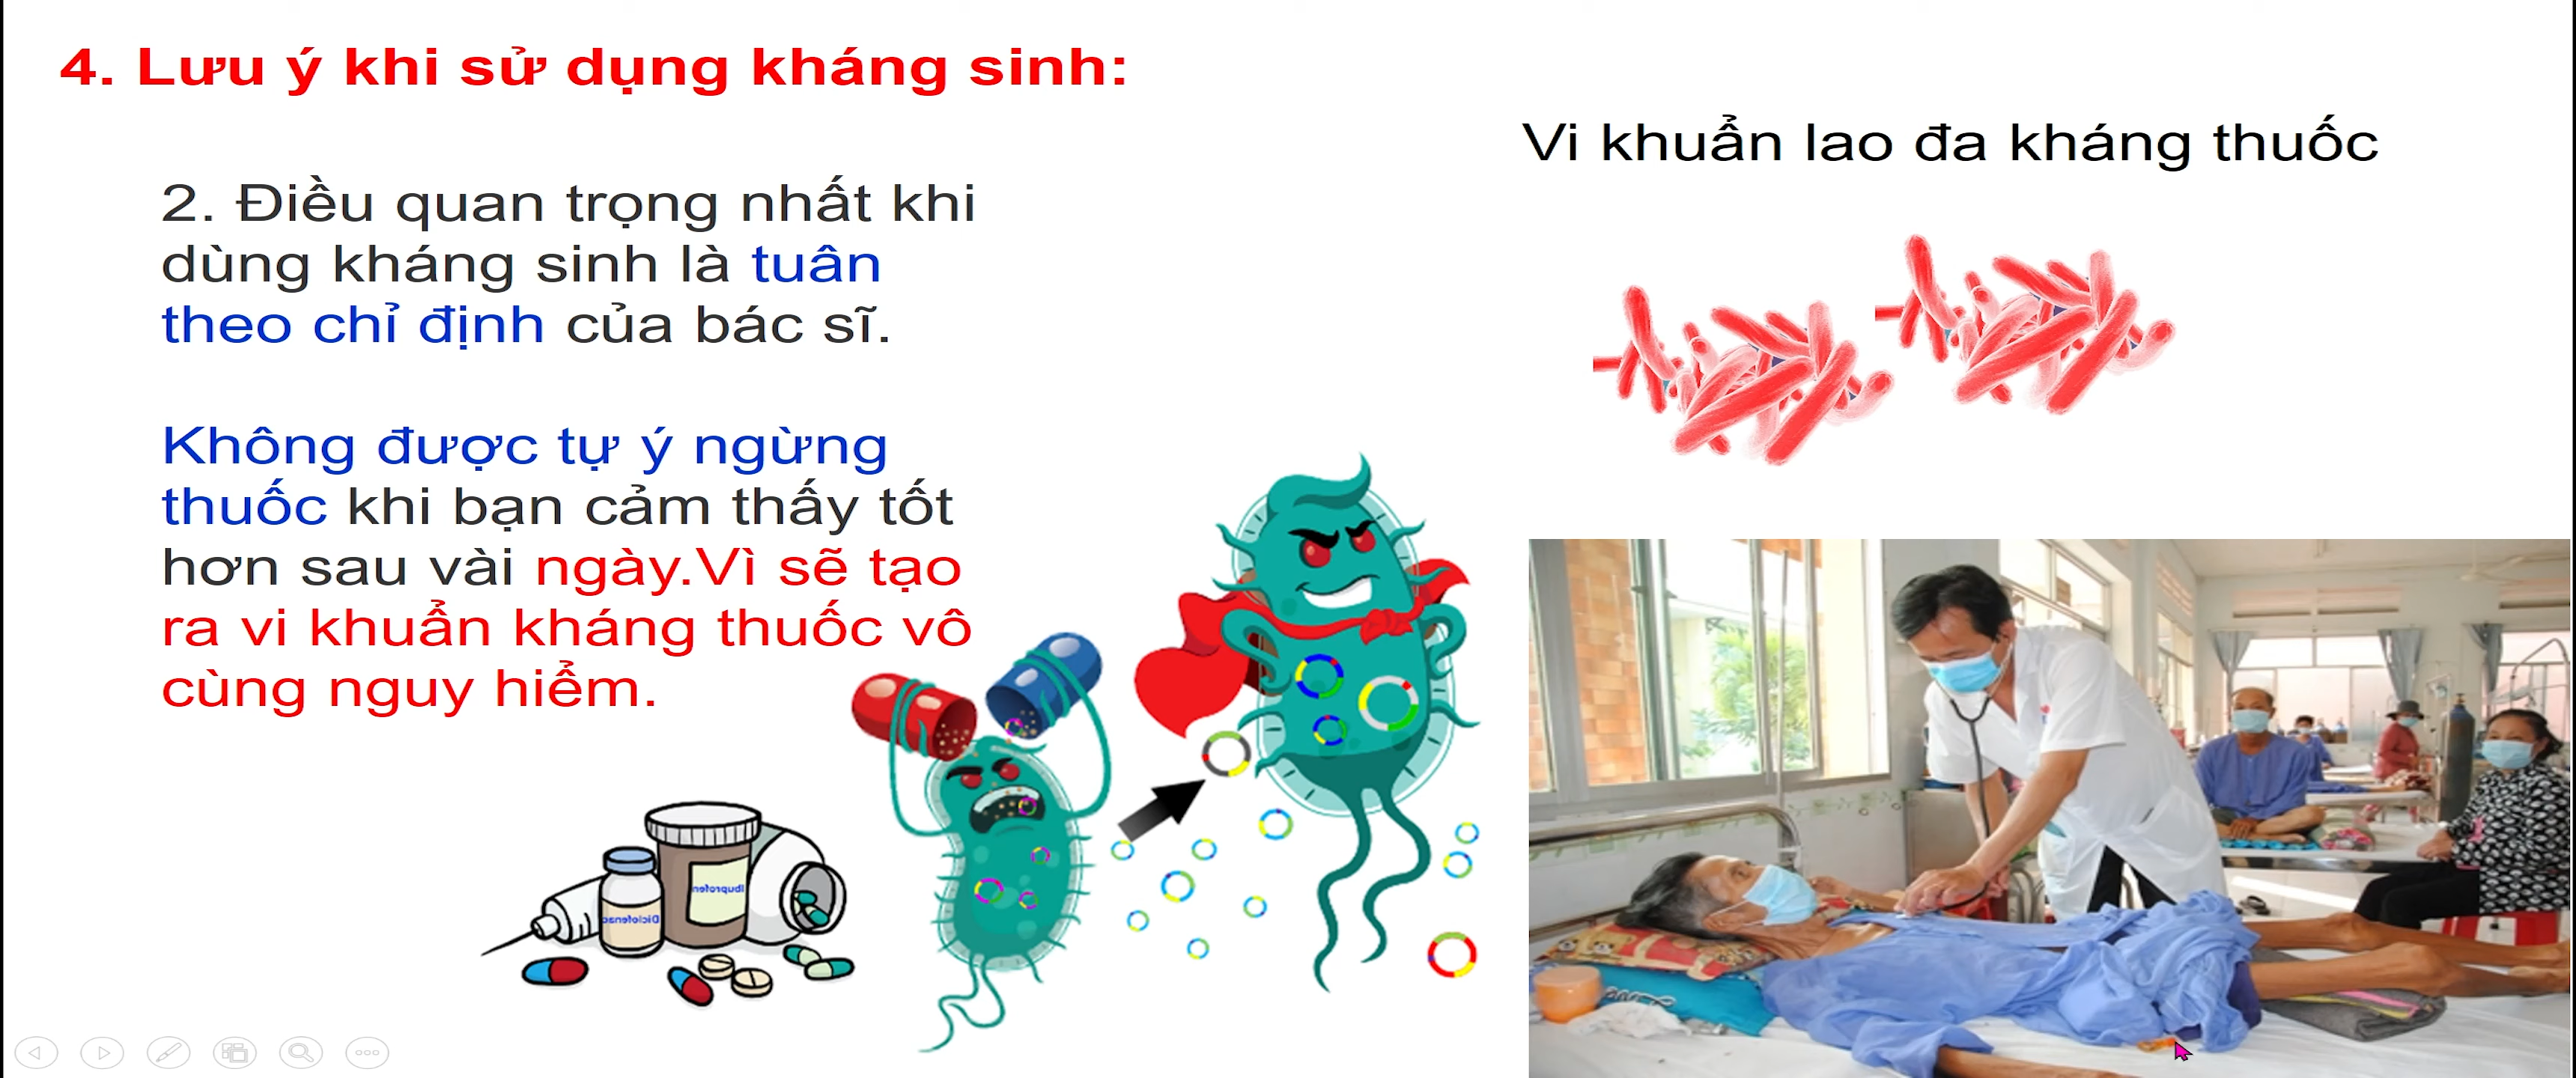 4. Lưu ý khi sử dụng kháng sinh:
2. Điều quan trọng nhất khi
dùng kháng sinh là tuân
theo chỉ định của bác sĩ.
Không được tự ý ngừng
thuốc khi bạn cảm thấy tốt
hơn sau vài ngày.Vì sẽ tạo
ra vi khuẩn kháng thuốc vô
cùng nguy hiểm.
Vi khuẩn lao đa kháng thuốc
Ibuprofen
Diclofenac